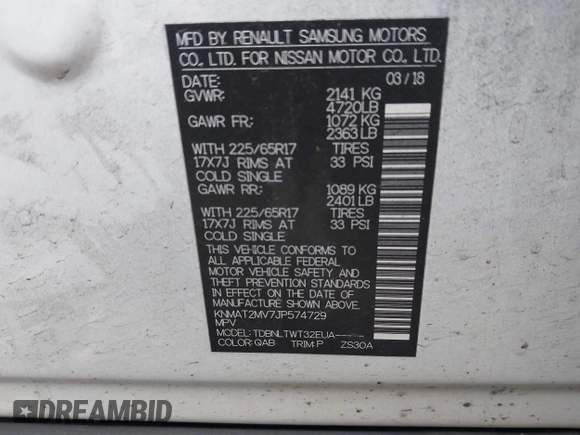 MFD BY RENAULT SAMSUNG MOTORS
CO., LTD. FOR NISSAN MOTOR CO., LTD.
DATE: 03/18
GVWR: 2141 KG
4720LB
GAWR FR: 1072 KG
2363LB
WITH 225/65R17 TIRES
17X7J RIMS AT 33 PSI
COLD SINGLE
GAWR RR: 1089 KG
2401LB
WITH 225/65R17 TIRES
17X7J RIMS AT 33 PSI
COLD SINGLE
THIS VEHICLE CONFORMS TO
ALL APPLICABLE FEDERAL
MOTOR VEHICLE SAFETY AND
THEFT PREVENTION STANDARDS
IN EFFECT ON THE DATE OF
MANUFACTURE SHOWN ABOVE.
KNMAT2MV7JP574729
MPV
MODEL: TDBNLTWT32EUA-----
COLOR: QAB TRIM:P ZS30A
DREAMBID